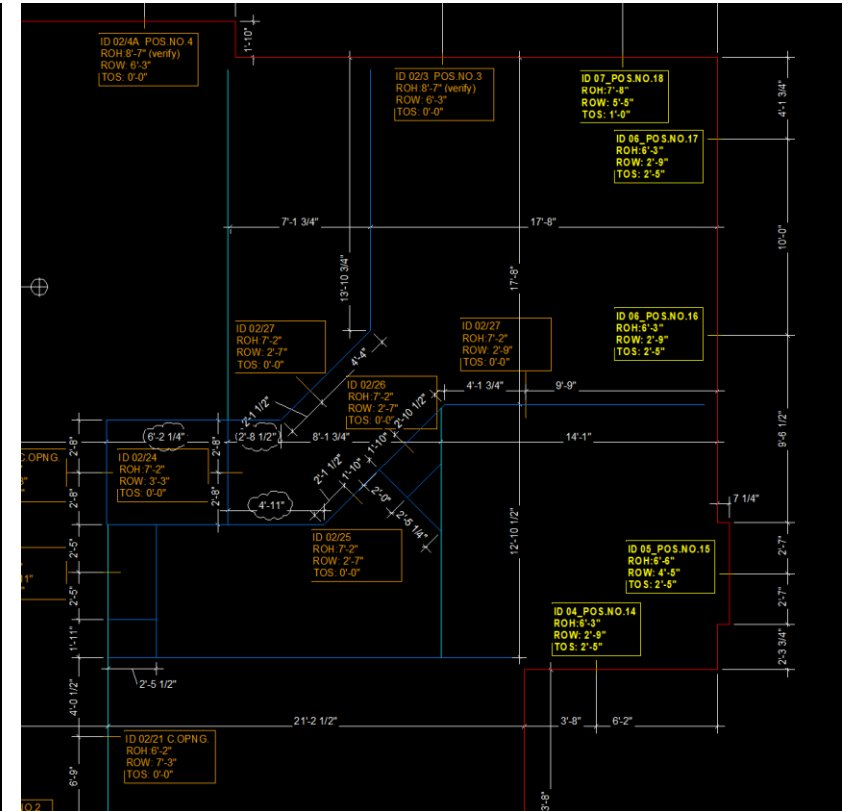 ID 02/4A POS.NO.4
ROH:8'-7" (verify)
ROW: 6'-3"
TOS: 0'-0"
1'-10"
ID 02/3 POS.NO.3
ROH:8'-7" (verify)
ROW: 6'-3"
TOS: 0'-0"
ID 07_POS.NO.18
ROH:7'-8"
ROW: 5'-5"
TOS: 1'-0"
4'-1 3/4"
ID 06_POS.NO.17
ROH:6'-3"
ROW: 2'-9"
TOS: 2'-5"
7'-1 3/4"
17'-8"
10'-0"
13'-10 3/4"
17'-8"
ID 02/27
ROH:7'-2"
ROW: 2'-7"
TOS: 0'-0"
ID 02/27
ROH:7'-2"
ROW: 2'-9"
TOS: 0'-0"
ID 06_POS.NO.16
ROH:6'-3"
ROW: 2'-9"
TOS: 2'-5"
4'-4"
ID 02/26
ROH:7'-2"
ROW: 2'-7"
TOS: 0'-0"
4'-1 3/4"
9'-9"
2'-1 1/2"
2'-10 1/2"
6'-2 1/4"
2'-8"
2'-8 1/2"
8'-1 3/4"
1'-10"
14'-1"
9'-6 1/2"
2'-8"
C.OPNG.
ID 02/24
ROH:7'-2"
ROW: 3'-3"
TOS: 0'-0"
2'-8"
2'-8"
2'-1 1/2"
1'-10"
2'-0"
2'-5 1/4"
4'-11"
7 1/4"
12'-10 1/2"
ID 02/25
ROH:7'-2"
ROW: 2'-7"
TOS: 0'-0"
2'-5"
11"
2'-5"
1'-11"
ID 05_POS.NO.15
ROH:6'-6"
ROW: 4'-5"
TOS: 2'-5"
2'-7"
2'-7"
ID 04_POS.NO.14
ROH:6'-3"
ROW: 2'-9"
TOS: 2'-5"
2'-3 3/4"
2'-5 1/2"
4'-0 1/2"
21'-2 1/2"
3'-8"
6'-2"
ID 02/21 C.OPNG.
ROH:6'-2"
ROW: 7'-3"
TOS: 0'-0"
6'-9"
3'-8"